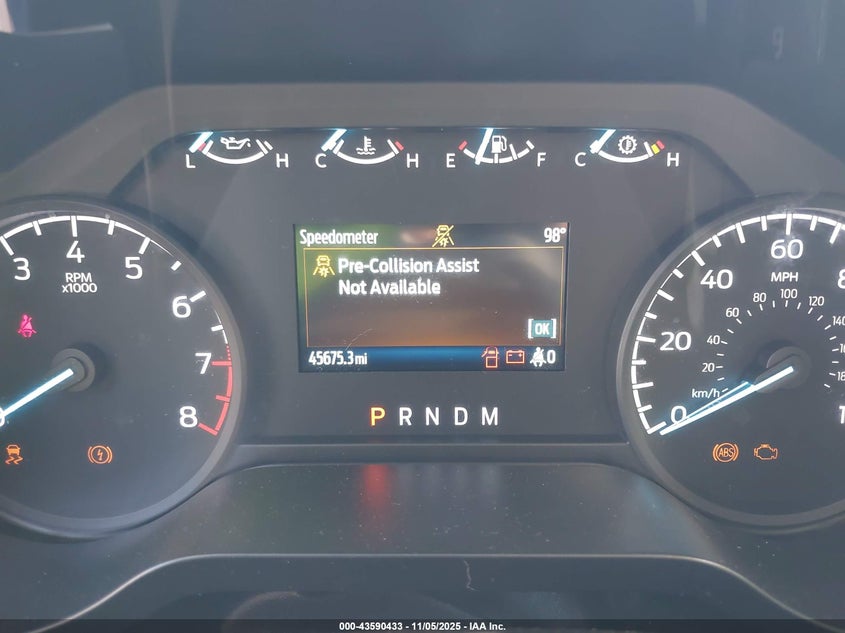 L H C H E F C H
Speedometer 98°
Pre-Collision Assist
Not Available
[OK]
45675.3mi 0
P R N D M
3 4 5 6 7 8
RPM
x1000
0 20 40 60
MPH
20 40 60 80 100 120
km/h
ABS
000-43590433 - 11/05/2025 - IAA Inc.